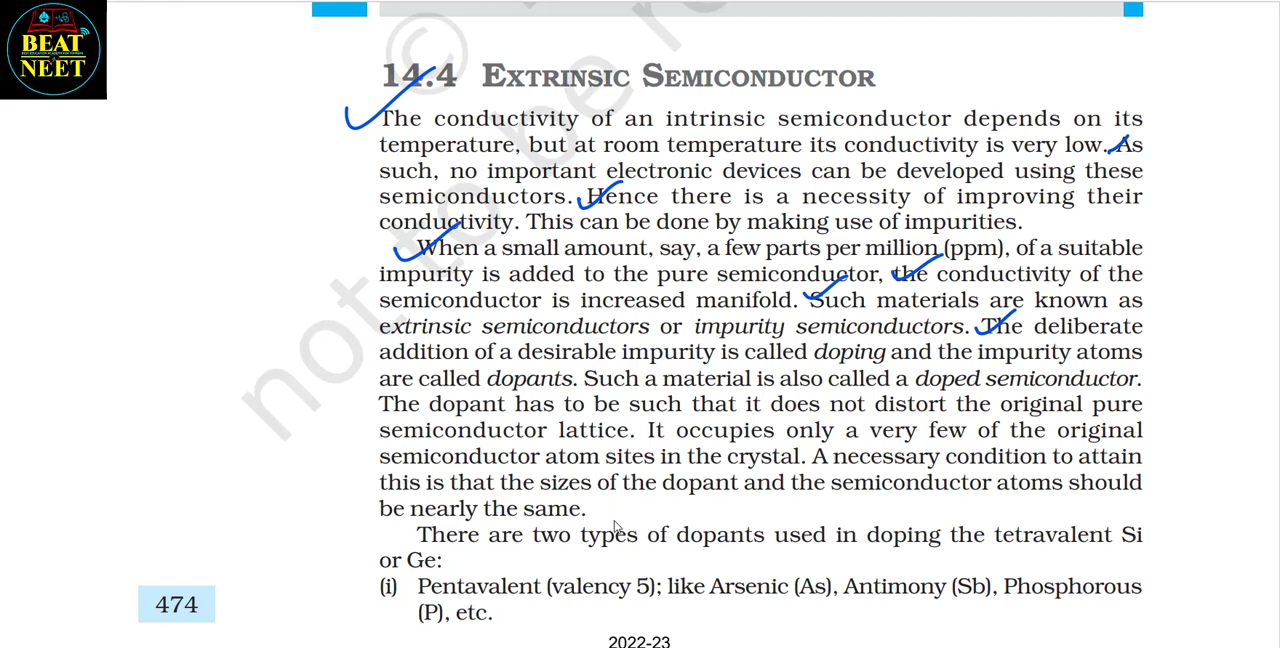 BEAT
NEET
14.4 EXTRINSIC SEMICONDUCTOR
The conductivity of an intrinsic semiconductor depends on its
temperature, but at room temperature its conductivity is very low. As
such, no important electronic devices can be developed using these
semiconductors. Hence there is a necessity of improving their
conductivity. This can be done by making use of impurities.
When a small amount, say, a few parts per million (ppm), of a suitable
impurity is added to the pure semiconductor, the conductivity of the
semiconductor is increased manifold. Such materials are known as
extrinsic semiconductors or impurity semiconductors. The deliberate
addition of a desirable impurity is called doping and the impurity atoms
are called dopants. Such a material is also called a doped semiconductor.
The dopant has to be such that it does not distort the original pure
semiconductor lattice. It occupies only a very few of the original
semiconductor atom sites in the crystal. A necessary condition to attain
this is that the sizes of the dopant and the semiconductor atoms should
be nearly the same.
There are two types of dopants used in doping the tetravalent Si
or Ge:
(i) Pentavalent (valency 5); like Arsenic (As), Antimony (Sb), Phosphorous
(P), etc.
474
2022-23
© 
not to be r